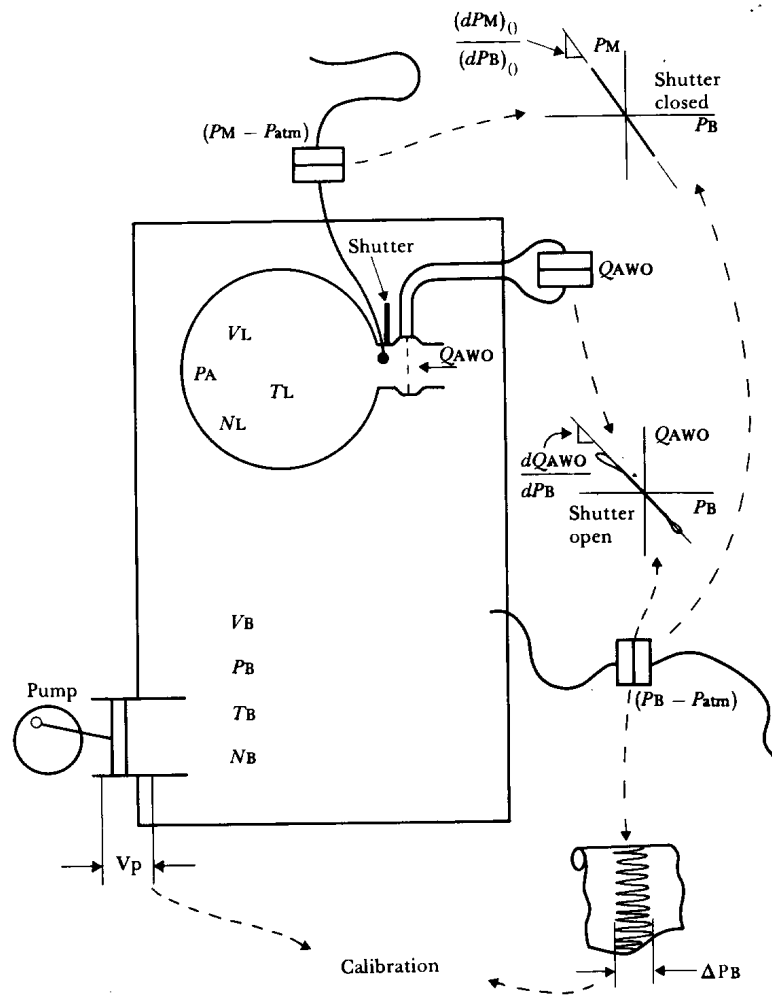 (dPM)()
(dPB)()
PM
Shutter
closed
PB
(PM – Patm)
Shutter
QAWO
VL
QAWO
PA
TL
NL
QAWO
dQAWO
dPB
PB
Shutter
open
VB
PB
Pump
TB
(PB – Patm)
NB
Vp
Calibration
ΔPB